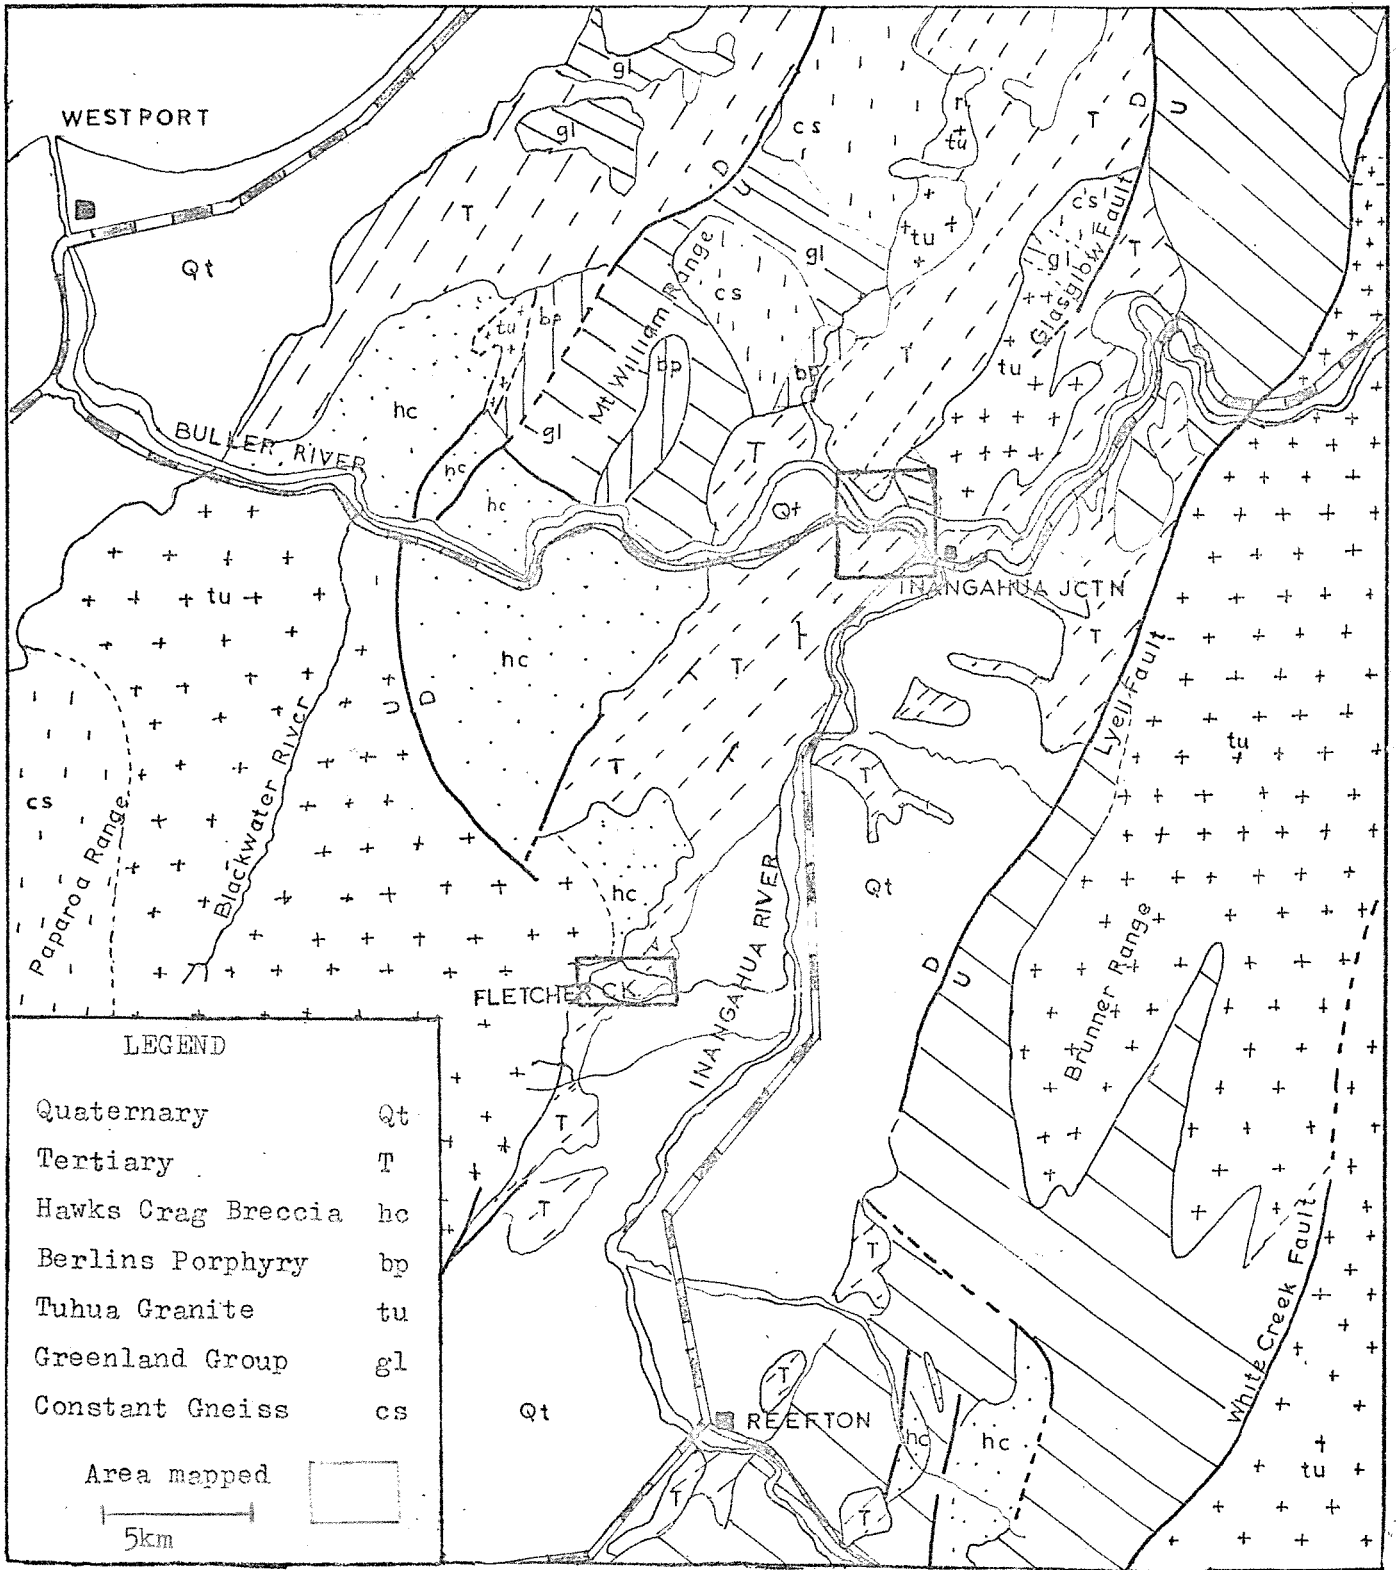 gl
WESTPORT
gl
cs
T
D
U
r
tu
T
D
U
cs
gl
Glasglow Fault
T
Qt
gl
tu
cs
Mt William Range
tu
bp
bp
bp
T
tu
hc
gl
T
BULLER RIVER
hc
hc
Qt
INANGAHUA JCTN
tu
hc
T
T
Lyell Fault
U
D
T
T
tu
cs
Paparoa Range
Blackwater River
hc
INANGAHUA RIVER
Qt
D
U
Brunner Range
FLETCHER CK.
T
T
T
White Creek Fault
T
Qt
REEFTON
hc
hc
tu
T
T
LEGEND
Quaternary Qt
Tertiary T
Hawks Crag Breccia hc
Berlins Porphyry bp
Tuhua Granite tu
Greenland Group gl
Constant Gneiss cs
Area mapped
5km